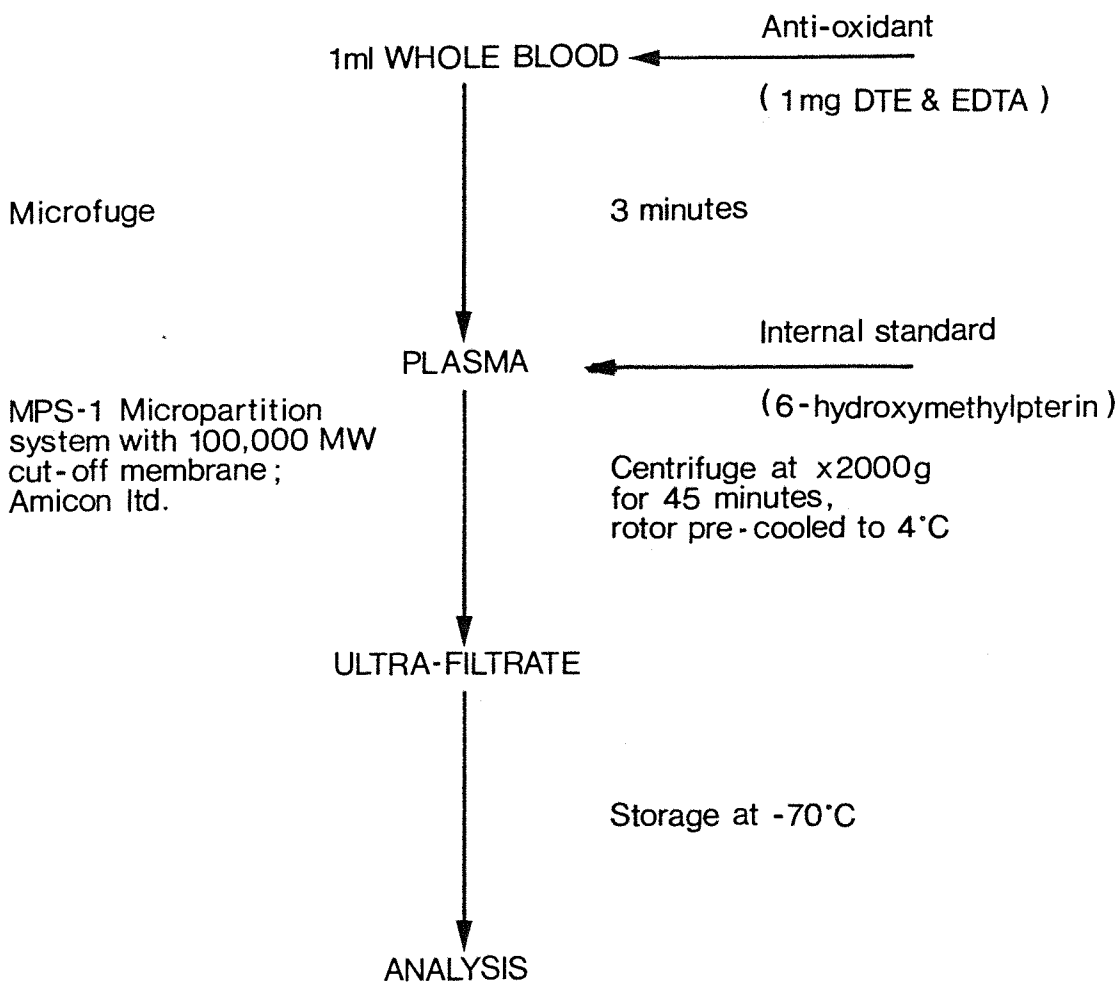 Anti-oxidant
1ml WHOLE BLOOD
( 1mg DTE & EDTA )
Microfuge
3 minutes
Internal standard
PLASMA
(6-hydroxymethylpterin)
MPS-1 Micropartition
system with 100,000 MW
cut-off membrane;
Amicon ltd.
Centrifuge at x2000g
for 45 minutes,
rotor pre-cooled to 4°C
ULTRA-FILTRATE
Storage at -70°C
ANALYSIS